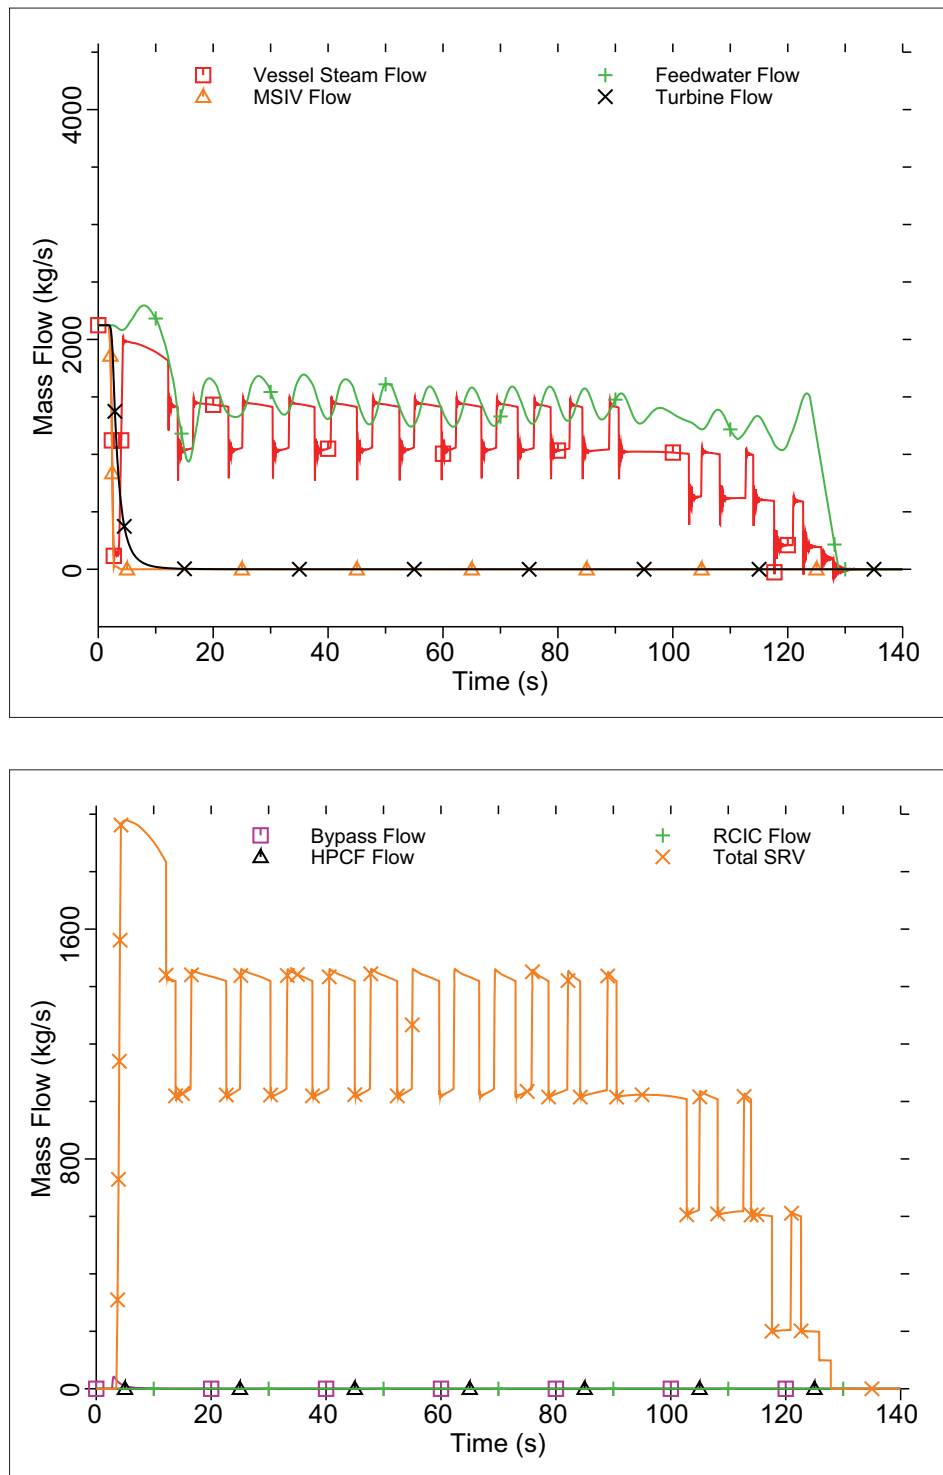 Vessel Steam Flow
MSIV Flow
Feedwater Flow
Turbine Flow
Mass Flow (kg/s)
4000
2000
0
0 20 40 60 80 100 120 140
Time (s)
Bypass Flow
HPCF Flow
RCIC Flow
Total SRV
Mass Flow (kg/s)
1600
800
0
0 20 40 60 80 100 120 140
Time (s)